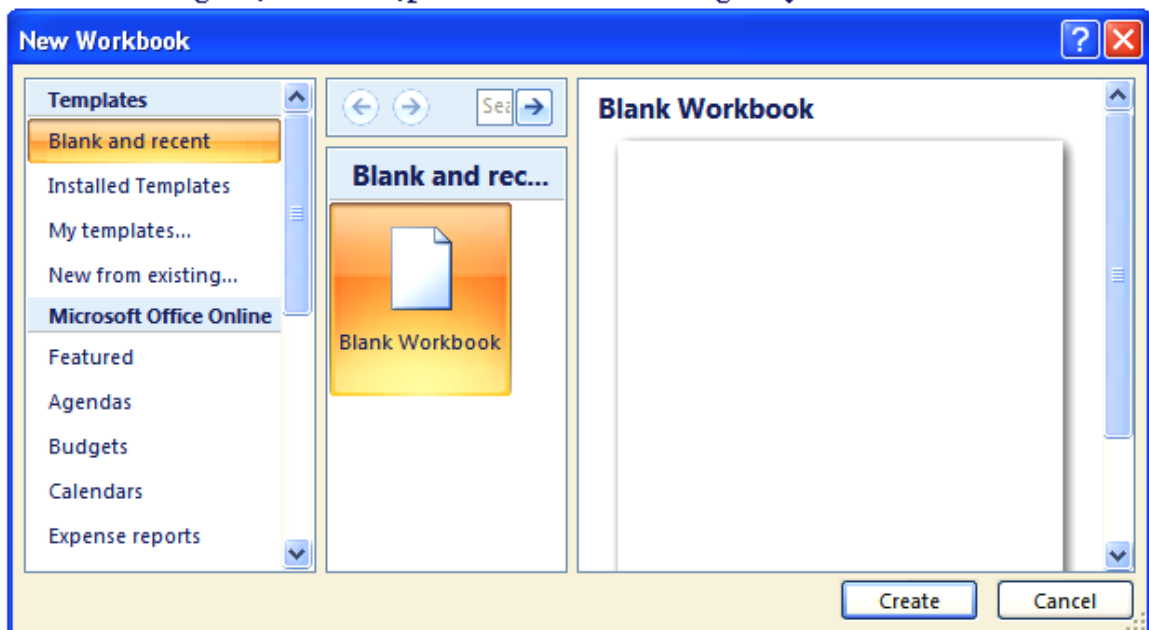 New Workbook
?
Templates
Blank and recent
Installed Templates
My templates...
New from existing...
Microsoft Office Online
Featured
Agendas
Budgets
Calendars
Expense reports
Sea
Blank and rec...
Blank Workbook
Blank Workbook
Create
Cancel